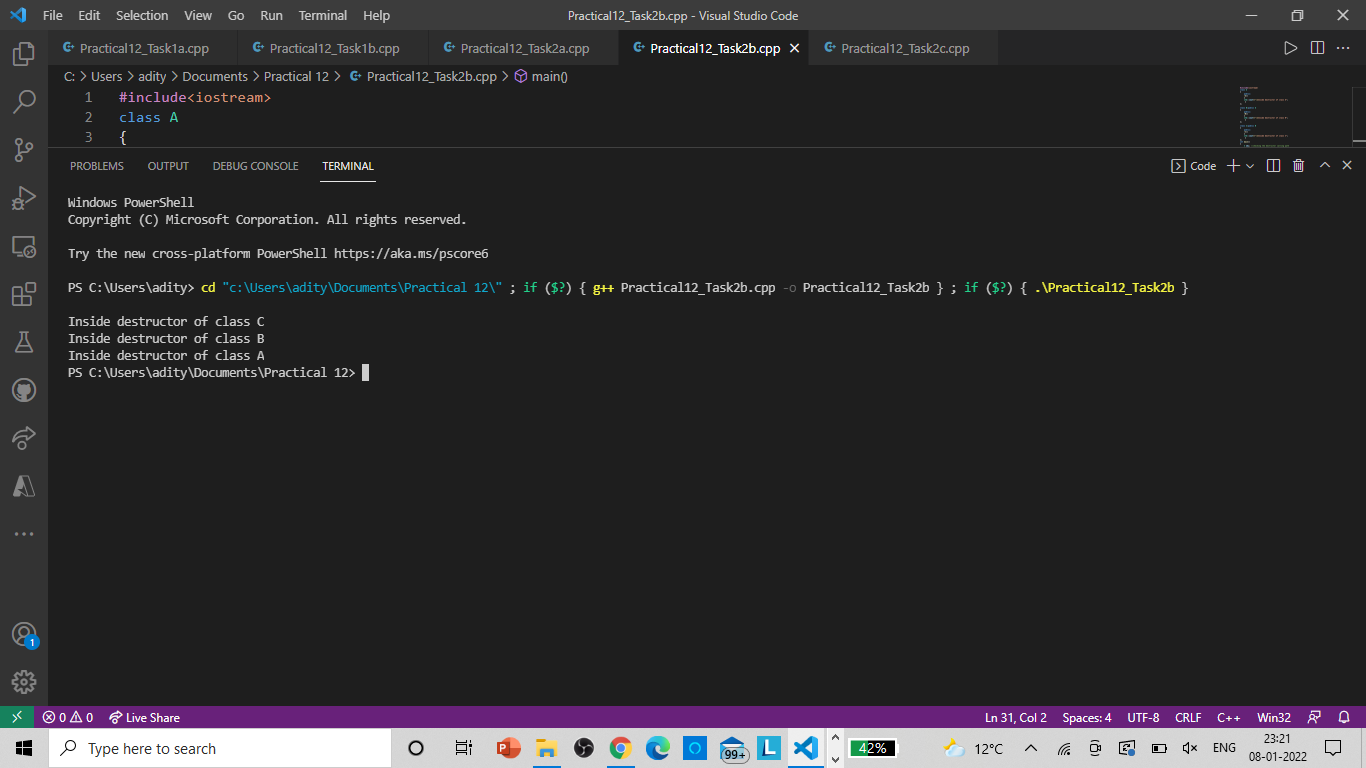 File Edit Selection View Go Run Terminal Help
Practical12_Task2b.cpp - Visual Studio Code
Practical12_Task1a.cpp Practical12_Task1b.cpp Practical12_Task2a.cpp Practical12_Task2b.cpp Practical12_Task2c.cpp
C: > Users > adity > Documents > Practical 12 > Practical12_Task2b.cpp > main()
1 #include<iostream>
2 class A
3 {
PROBLEMS OUTPUT DEBUG CONSOLE TERMINAL
Code
Windows PowerShell
Copyright (C) Microsoft Corporation. All rights reserved.
Try the new cross-platform PowerShell https://aka.ms/pscore6
PS C:\Users\adity> cd "c:\Users\adity\Documents\Practical 12\" ; if ($?) { g++ Practical12_Task2b.cpp -o Practical12_Task2b } ; if ($?) { .\Practical12_Task2b }
Inside destructor of class C
Inside destructor of class B
Inside destructor of class A
PS C:\Users\adity\Documents\Practical 12>
1
0 0 Live Share
Ln 31, Col 2 Spaces: 4 UTF-8 CRLF C++ Win32
Type here to search
99+
42%
12°C
ENG
23:21
08-01-2022